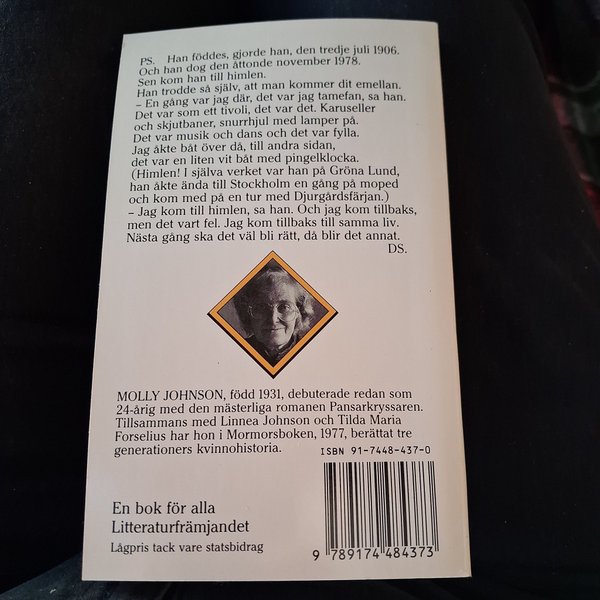 PS. Han föddes, gjorde han, den tredje juli 1906.
Och han dog den åttonde november 1978.
Sen kom han till himlen.
Han trodde så själv, att man kommer dit emellan.
– En gång var jag där, det var jag tamefan, sa han.
Det var som ett tivoli, det var det. Karuseller
och skjutbaner, snurrhjul med lamper på.
Det var musik och dans och det var fylla.
Jag åkte båt över då, till andra sidan,
det var en liten vit båt med pingelklocka.
(Himlen! I själva verket var han på Gröna Lund,
han åkte ända till Stockholm en gång på moped
och kom med på en tur med Djurgårdsfärjan.)
– Jag kom till himlen, sa han. Och jag kom tillbaks,
men det vart fel. Jag kom tillbaks till samma liv.
Nästa gång ska det väl bli rätt, då blir det annat.
DS.
MOLLY JOHNSON, född 1931, debuterade redan som
24-årig med den mästerliga romanen Pansarkryssaren.
Tillsammans med Linnea Johnson och Tilda Maria
Forselius har hon i Mormorsboken, 1977, berättat tre
generationers kvinnohistoria.
ISBN 91-7448-437-0
En bok för alla
Litteraturfrämjandet
Lågpris tack vare statsbidrag
9 789174 484373